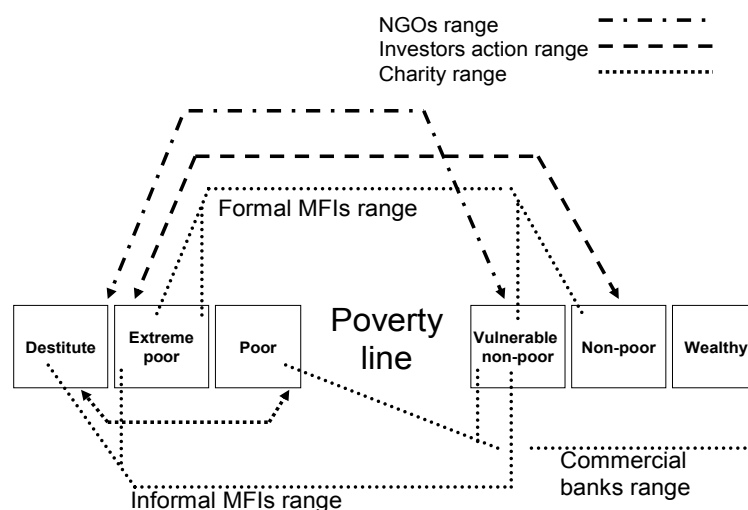 NGOs range
Investors action range
Charity range
Formal MFIs range
Destitute
Extreme
poor
Poor
Poverty
line
Vulnerable
non-poor
Non-poor
Wealthy
Commercial
banks range
Informal MFIs range